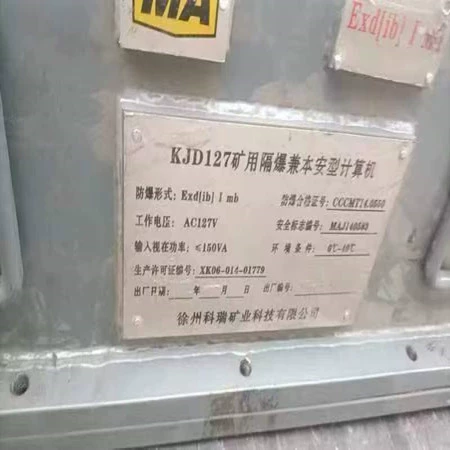 MA
Exd[ib] I mb
KJD127矿用隔爆兼本安型计算机
防爆形式: Exd[ib] I mb 防爆合格证号: CCCMT14.0550
工作电压: AC127V 安全标志编号: MAJ140583
输入视在功率: ≤150VA 环境条件: 0℃-40℃
生产许可证编号: XK06-014-01779
出厂日期: 年 月 日 出厂编号:
徐州科瑞矿业科技有限公司